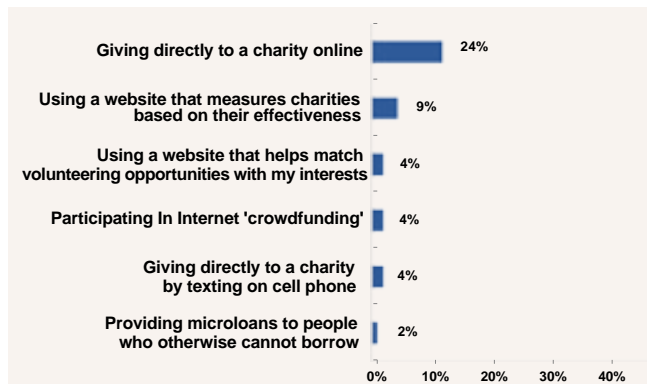 Giving directly to a charity online 24%
Using a website that measures charities
based on their effectiveness 9%
Using a website that helps match
volunteering opportunities with my interests 4%
Participating In Internet 'crowdfunding' 4%
Giving directly to a charity
by texting on cell phone 4%
Providing microloans to people
who otherwise cannot borrow 2%
0% 10% 20% 30% 40%